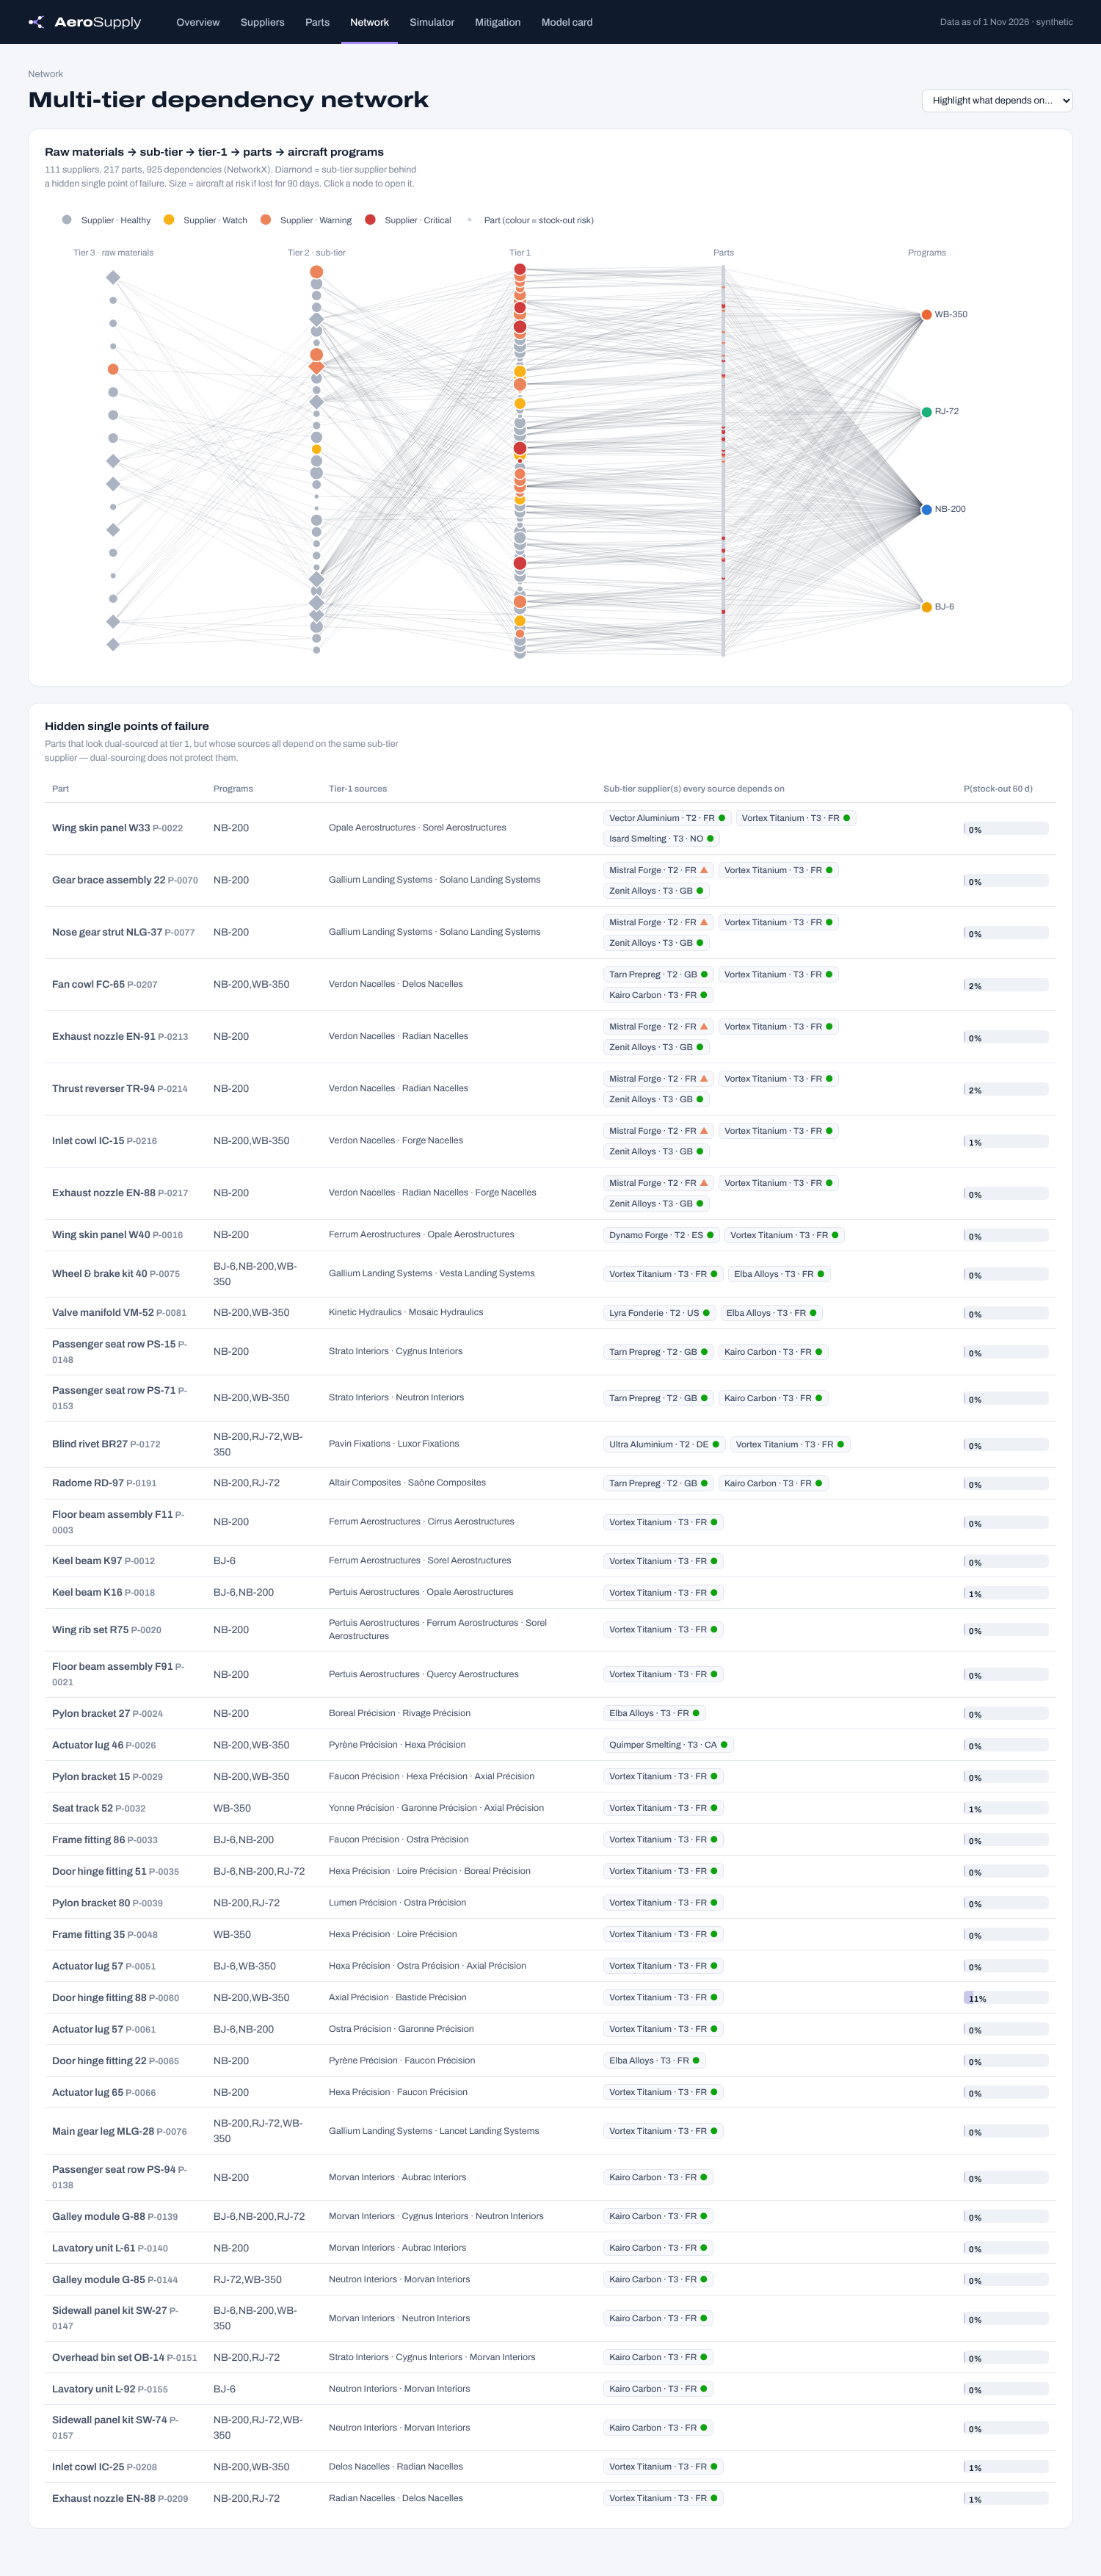 AeroSupply Overview Suppliers Parts Network Simulator Mitigation Model card Data as of 1 Nov 2026 · synthetic
Network
Multi-tier dependency network Highlight what depends on...
Raw materials → sub-tier → tier-1 → parts → aircraft programs
111 suppliers, 217 parts, 925 dependencies (NetworkX). Diamond = sub-tier supplier behind
a hidden single point of failure. Size = aircraft at risk if lost for 90 days. Click a node to open it.
Supplier · Healthy Supplier · Watch Supplier · Warning Supplier · Critical Part (colour = stock-out risk)
Tier 3 · raw materials Tier 2 · sub-tier Tier 1 Parts Programs
WB-350
RJ-72
NB-200
BJ-6
Hidden single points of failure
Parts that look dual-sourced at tier 1, but whose sources all depend on the same sub-tier
supplier — dual-sourcing does not protect them.
Part Programs Tier-1 sources Sub-tier supplier(s) every source depends on P(stock-out 60 d)
Wing skin panel W33 P-0022 NB-200 Opale Aerostructures · Sorel Aerostructures Vector Aluminium · T2 · FR Vortex Titanium · T3 · FR 0%
Isard Smelting · T3 · NO
Gear brace assembly 22 P-0070 NB-200 Gallium Landing Systems · Solano Landing Systems Mistral Forge · T2 · FR Vortex Titanium · T3 · FR 0%
Zenit Alloys · T3 · GB
Nose gear strut NLG-37 P-0077 NB-200 Gallium Landing Systems · Solano Landing Systems Mistral Forge · T2 · FR Vortex Titanium · T3 · FR 0%
Zenit Alloys · T3 · GB
Fan cowl FC-65 P-0207 NB-200,WB-350 Verdon Nacelles · Delos Nacelles Tarn Prepreg · T2 · GB Vortex Titanium · T3 · FR 2%
Kairo Carbon · T3 · FR
Exhaust nozzle EN-91 P-0213 NB-200 Verdon Nacelles · Radian Nacelles Mistral Forge · T2 · FR Vortex Titanium · T3 · FR 0%
Zenit Alloys · T3 · GB
Thrust reverser TR-94 P-0214 NB-200 Verdon Nacelles · Radian Nacelles Mistral Forge · T2 · FR Vortex Titanium · T3 · FR 2%
Zenit Alloys · T3 · GB
Inlet cowl IC-15 P-0216 NB-200,WB-350 Verdon Nacelles · Forge Nacelles Mistral Forge · T2 · FR Vortex Titanium · T3 · FR 1%
Zenit Alloys · T3 · GB
Exhaust nozzle EN-88 P-0217 NB-200 Verdon Nacelles · Radian Nacelles · Forge Nacelles Mistral Forge · T2 · FR Vortex Titanium · T3 · FR 0%
Zenit Alloys · T3 · GB
Wing skin panel W40 P-0016 NB-200 Ferrum Aerostructures · Opale Aerostructures Dynamo Forge · T2 · ES Vortex Titanium · T3 · FR 0%
Wheel & brake kit 40 P-0075 BJ-6,NB-200,WB- Gallium Landing Systems · Vesta Landing Systems Vortex Titanium · T3 · FR Elba Alloys · T3 · FR 0%
350
Valve manifold VM-52 P-0081 NB-200,WB-350 Kinetic Hydraulics · Mosaic Hydraulics Lyra Fonderie · T2 · US Elba Alloys · T3 · FR 0%
Passenger seat row PS-15 P- NB-200 Strato Interiors · Cygnus Interiors Tarn Prepreg · T2 · GB Kairo Carbon · T3 · FR 0%
0148
Passenger seat row PS-71 P- NB-200,WB-350 Strato Interiors · Neutron Interiors Tarn Prepreg · T2 · GB Kairo Carbon · T3 · FR 0%
0153
Blind rivet BR27 P-0172 NB-200,RJ-72,WB- Pavin Fixations · Luxor Fixations Ultra Aluminium · T2 · DE Vortex Titanium · T3 · FR 0%
350
Radome RD-97 P-0191 NB-200,RJ-72 Altair Composites · Saône Composites Tarn Prepreg · T2 · GB Kairo Carbon · T3 · FR 0%
Floor beam assembly F11 P- NB-200 Ferrum Aerostructures · Cirrus Aerostructures Vortex Titanium · T3 · FR 0%
0003
Keel beam K97 P-0012 BJ-6 Ferrum Aerostructures · Sorel Aerostructures Vortex Titanium · T3 · FR 0%
Keel beam K16 P-0018 BJ-6,NB-200 Pertuis Aerostructures · Opale Aerostructures Vortex Titanium · T3 · FR 1%
Wing rib set R75 P-0020 NB-200 Pertuis Aerostructures · Ferrum Aerostructures · Sorel Vortex Titanium · T3 · FR 0%
Aerostructures
Floor beam assembly F91 P- NB-200 Pertuis Aerostructures · Quercy Aerostructures Vortex Titanium · T3 · FR 0%
0021
Pylon bracket 27 P-0024 NB-200 Boreal Précision · Rivage Précision Elba Alloys · T3 · FR 0%
Actuator lug 46 P-0026 NB-200,WB-350 Pyrène Précision · Hexa Précision Quimper Smelting · T3 · CA 0%
Pylon bracket 15 P-0029 NB-200,WB-350 Faucon Précision · Hexa Précision · Axial Précision Vortex Titanium · T3 · FR 0%
Seat track 52 P-0032 WB-350 Yonne Précision · Garonne Précision · Axial Précision Vortex Titanium · T3 · FR 1%
Frame fitting 86 P-0033 BJ-6,NB-200 Faucon Précision · Ostra Précision Vortex Titanium · T3 · FR 0%
Door hinge fitting 51 P-0035 BJ-6,NB-200,RJ-72 Hexa Précision · Loire Précision · Boreal Précision Vortex Titanium · T3 · FR 0%
Pylon bracket 80 P-0039 NB-200,RJ-72 Lumen Précision · Ostra Précision Vortex Titanium · T3 · FR 0%
Frame fitting 35 P-0048 WB-350 Hexa Précision · Loire Précision Vortex Titanium · T3 · FR 0%
Actuator lug 57 P-0051 BJ-6,WB-350 Hexa Précision · Ostra Précision · Axial Précision Vortex Titanium · T3 · FR 0%
Door hinge fitting 88 P-0060 NB-200,WB-350 Axial Précision · Bastide Précision Vortex Titanium · T3 · FR 11%
Actuator lug 57 P-0061 BJ-6,NB-200 Ostra Précision · Garonne Précision Vortex Titanium · T3 · FR 0%
Door hinge fitting 22 P-0065 NB-200 Pyrène Précision · Faucon Précision Elba Alloys · T3 · FR 0%
Actuator lug 65 P-0066 NB-200 Hexa Précision · Faucon Précision Vortex Titanium · T3 · FR 0%
Main gear leg MLG-28 P-0076 NB-200,RJ-72,WB- Gallium Landing Systems · Lancet Landing Systems Vortex Titanium · T3 · FR 0%
350
Passenger seat row PS-94 P- NB-200 Morvan Interiors · Aubrac Interiors Kairo Carbon · T3 · FR 0%
0138
Galley module G-88 P-0139 BJ-6,NB-200,RJ-72 Morvan Interiors · Cygnus Interiors · Neutron Interiors Kairo Carbon · T3 · FR 0%
Lavatory unit L-61 P-0140 NB-200 Morvan Interiors · Aubrac Interiors Kairo Carbon · T3 · FR 0%
Galley module G-85 P-0144 RJ-72,WB-350 Neutron Interiors · Morvan Interiors Kairo Carbon · T3 · FR 0%
Sidewall panel kit SW-27 P- BJ-6,NB-200,WB- Morvan Interiors · Neutron Interiors Kairo Carbon · T3 · FR 0%
0147 350
Overhead bin set OB-14 P-0151 NB-200,RJ-72 Strato Interiors · Cygnus Interiors · Morvan Interiors Kairo Carbon · T3 · FR 0%
Lavatory unit L-92 P-0155 BJ-6 Neutron Interiors · Morvan Interiors Kairo Carbon · T3 · FR 0%
Sidewall panel kit SW-74 P- NB-200,RJ-72,WB- Neutron Interiors · Morvan Interiors Kairo Carbon · T3 · FR 0%
0157 350
Inlet cowl IC-25 P-0208 NB-200,WB-350 Delos Nacelles · Radian Nacelles Vortex Titanium · T3 · FR 1%
Exhaust nozzle EN-88 P-0209 NB-200,RJ-72 Radian Nacelles · Delos Nacelles Vortex Titanium · T3 · FR 1%